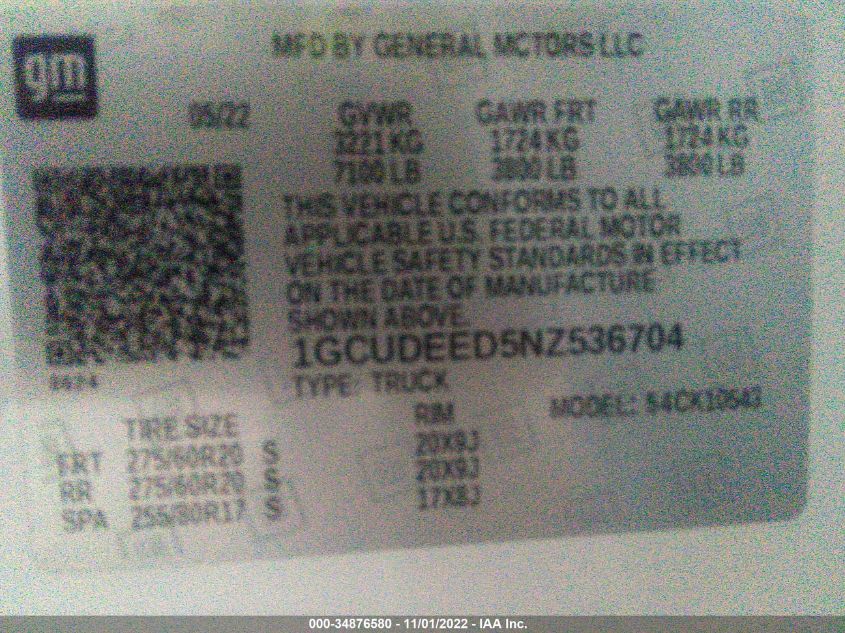 gm
MFD BY GENERAL MOTORS LLC
05/22 GVWR GAWR FRT GAWR RR
3221 KG 1724 KG 1724 KG
7100 LB 3800 LB 3800 LB
THIS VEHICLE CONFORMS TO ALL
APPLICABLE U.S. FEDERAL MOTOR
VEHICLE SAFETY STANDARDS IN EFFECT
ON THE DATE OF MANUFACTURE
SHOWN ABOVE.
1GCUDEED5NZ536704
TYPE: TRUCK
MODEL: CK10543
TIRE SIZE RIM
FRT 275/60R20 S 20X9J
RR 275/60R20 S 20X9J
SPA 255/80R17 S 17X8J
000-34876580 - 11/01/2022 - IAA Inc.